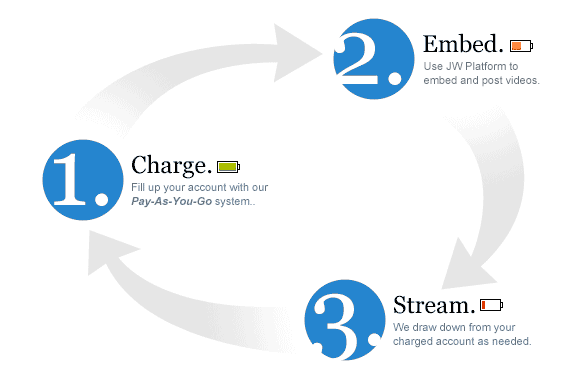 1.
Charge.
Fill up your account with our
Pay-As-You-Go system..
2.
Embed.
Use JW Platform to
embed and post videos.
3.
Stream.
We draw down from your
charged account as needed.